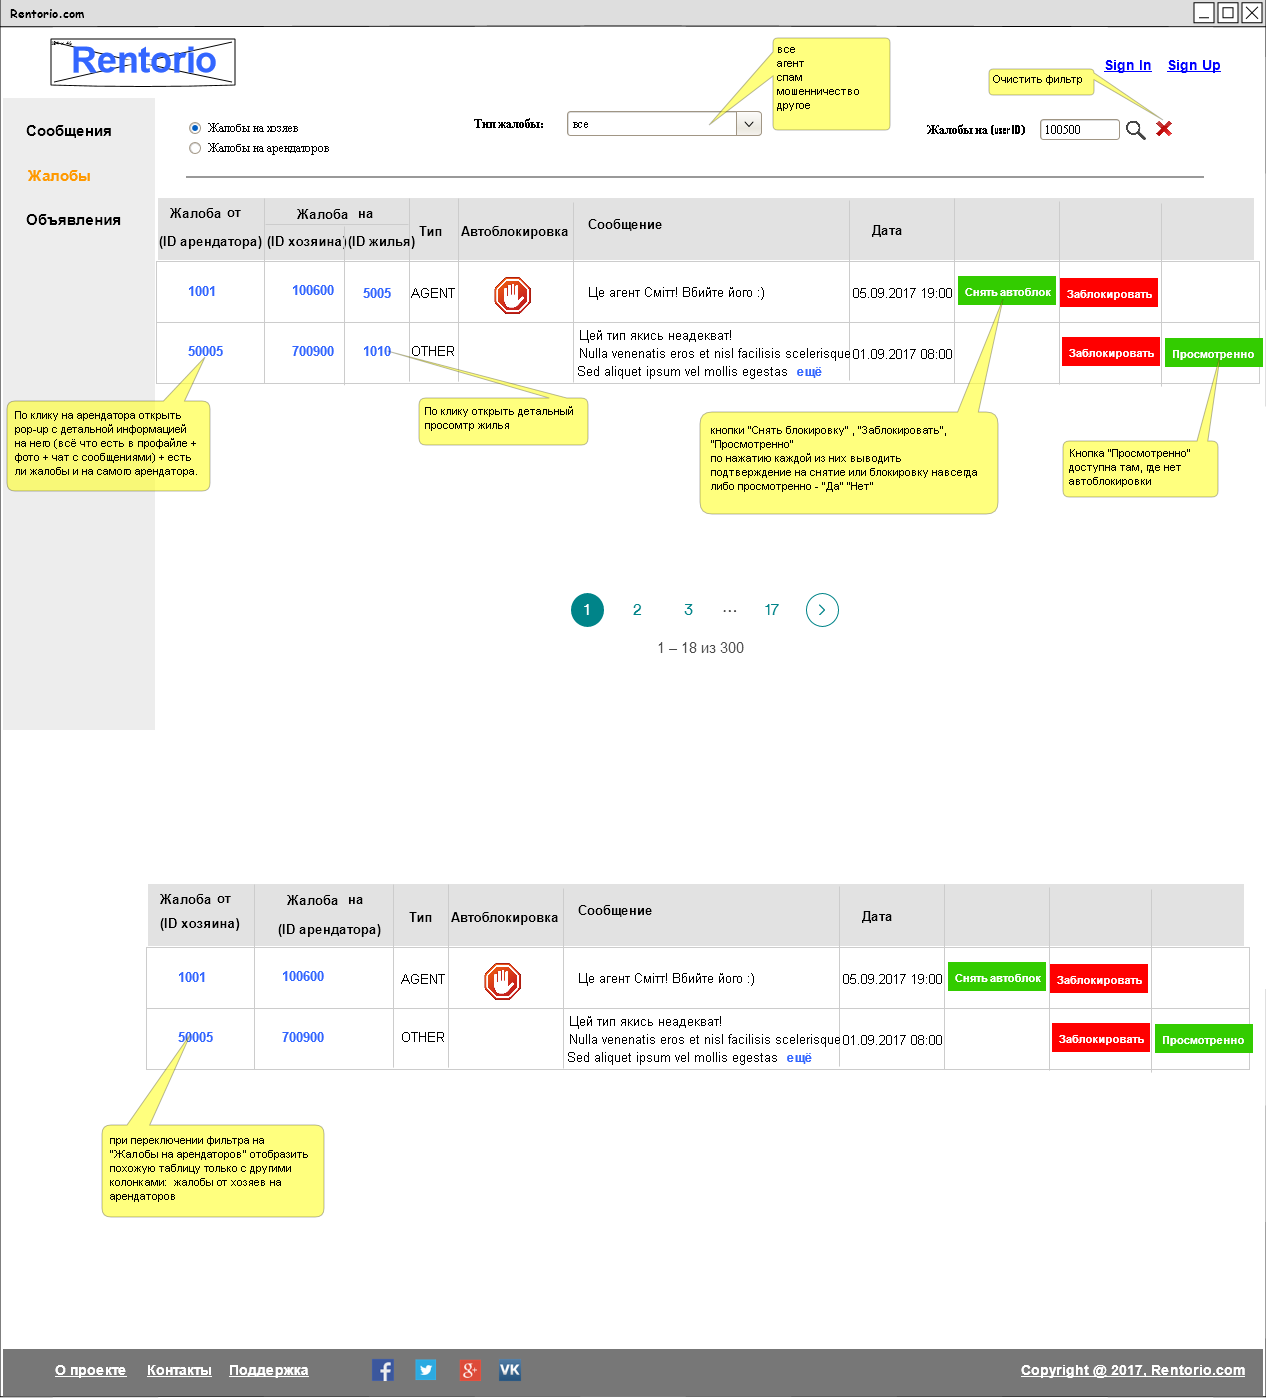 Rentorio.com
Rentorio
Sign In
Sign Up
все
агент
спам
мошенничество
другое
Очистить фильтр
Сообщения
Жалобы
Объявления
Жалобы на хозяев
Жалобы на арендаторов
Тип жалобы:
все
Жалобы на (user ID)
100500
Жалоба от
(ID арендатора)
Жалоба на
(ID хозяина)
(ID жилья)
Тип
Автоблокировка
Сообщение
Дата
1001
100600
5005
AGENT
Це агент Смітт! Вбийте його :)
05.09.2017 19:00
Снять автоблок
Заблокировать
50005
700900
1010
OTHER
Цей тип якись неадекват!
Nulla venenatis eros et nisl facilisis scelerisque
Sed aliquet ipsum vel mollis egestas ещё
01.09.2017 08:00
Заблокировать
Просмотренно
По клику на арендатора открыть
pop-up с детальной информацией
на него (всё что есть в профайле +
фото + чат с сообщениями) + есть
ли жалобы и на самого арендатора.
По клику открыть детальный
просомтр жилья
кнопки "Снять блокировку" , "Заблокировать",
"Просмотренно"
по нажатию каждой из них выводить
подтверждение на снятие или блокировку навсегда
либо просмотренно - "Да" "Нет"
Кнопка "Просмотренно"
доступна там, где нет
автоблокировки
1 2 3 ... 17
1 – 18 из 300
Жалоба от
(ID хозяина)
Жалоба на
(ID арендатора)
Тип
Автоблокировка
Сообщение
Дата
1001
100600
AGENT
Це агент Смітт! Вбийте його :)
05.09.2017 19:00
Снять автоблок
Заблокировать
50005
700900
OTHER
Цей тип якись неадекват!
Nulla venenatis eros et nisl facilisis scelerisque
Sed aliquet ipsum vel mollis egestas ещё
01.09.2017 08:00
Заблокировать
Просмотренно
при переключении фильтра на
"Жалобы на арендаторов" отобразить
похожую таблицу только с другими
колонками: жалобы от хозяев на
арендаторов
О проекте
Контакты
Поддержка
f
g+
VK
Copyright @ 2017, Rentorio.com